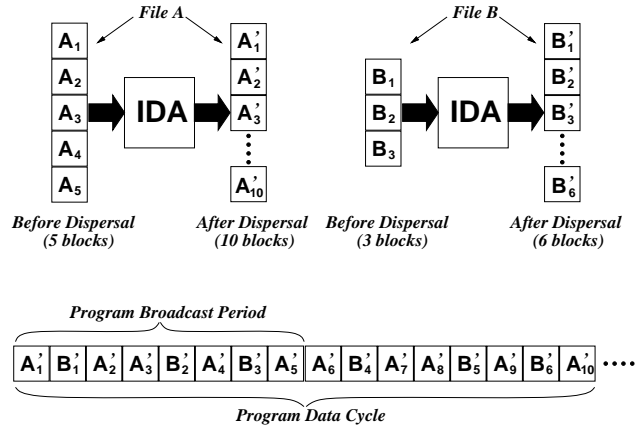 File A
File B
A1 A'1
A2 A'2
A3 IDA A'3
A4
A5 A'10
B1 B'1
B2 IDA B'2
B3 B'3
B'6
Before Dispersal
(5 blocks)
After Dispersal
(10 blocks)
Before Dispersal
(3 blocks)
After Dispersal
(6 blocks)
Program Broadcast Period
A'1 B'1 A'2 A'3 B'2 A'4 B'3 A'5 A'6 B'4 A'7 A'8 B'5 A'9 B'6 A'10 ....
Program Data Cycle